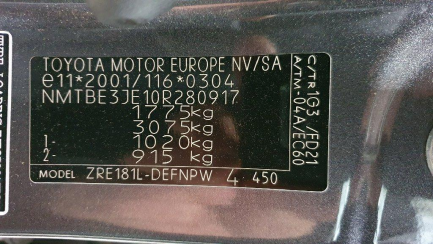 TOYOTA MOTOR EUROPE NV/SA
e11*2001/116*0304
NMTBE3JE10R280917
1775kg
3075kg
1- 1020kg
2- 915 kg
MODEL ZRE181L-DEFNPW 4 450
C/TR 1G3 /FD21
A/TM -04A/EC60